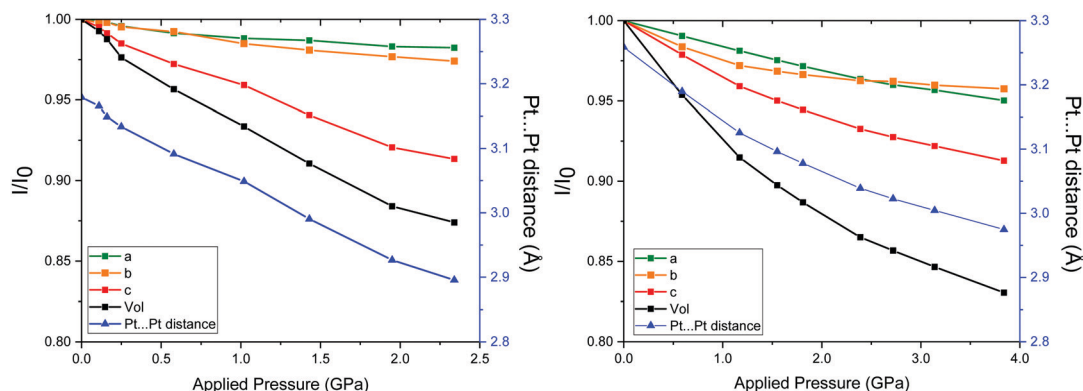 1.00
0.95
0.90
0.85
0.80
I/I0
3.3
3.2
3.1
3.0
2.9
2.8
Pt...Pt distance (Å)
a
b
c
Vol
Pt...Pt distance
0.0
0.5
1.0
1.5
2.0
2.5
Applied Pressure (GPa)
1.00
0.95
0.90
0.85
0.80
I/I0
3.3
3.2
3.1
3.0
2.9
2.8
Pt...Pt distance (Å)
a
b
c
Vol
Pt...Pt distance
0.0
1.0
2.0
3.0
4.0
Applied Pressure (GPa)